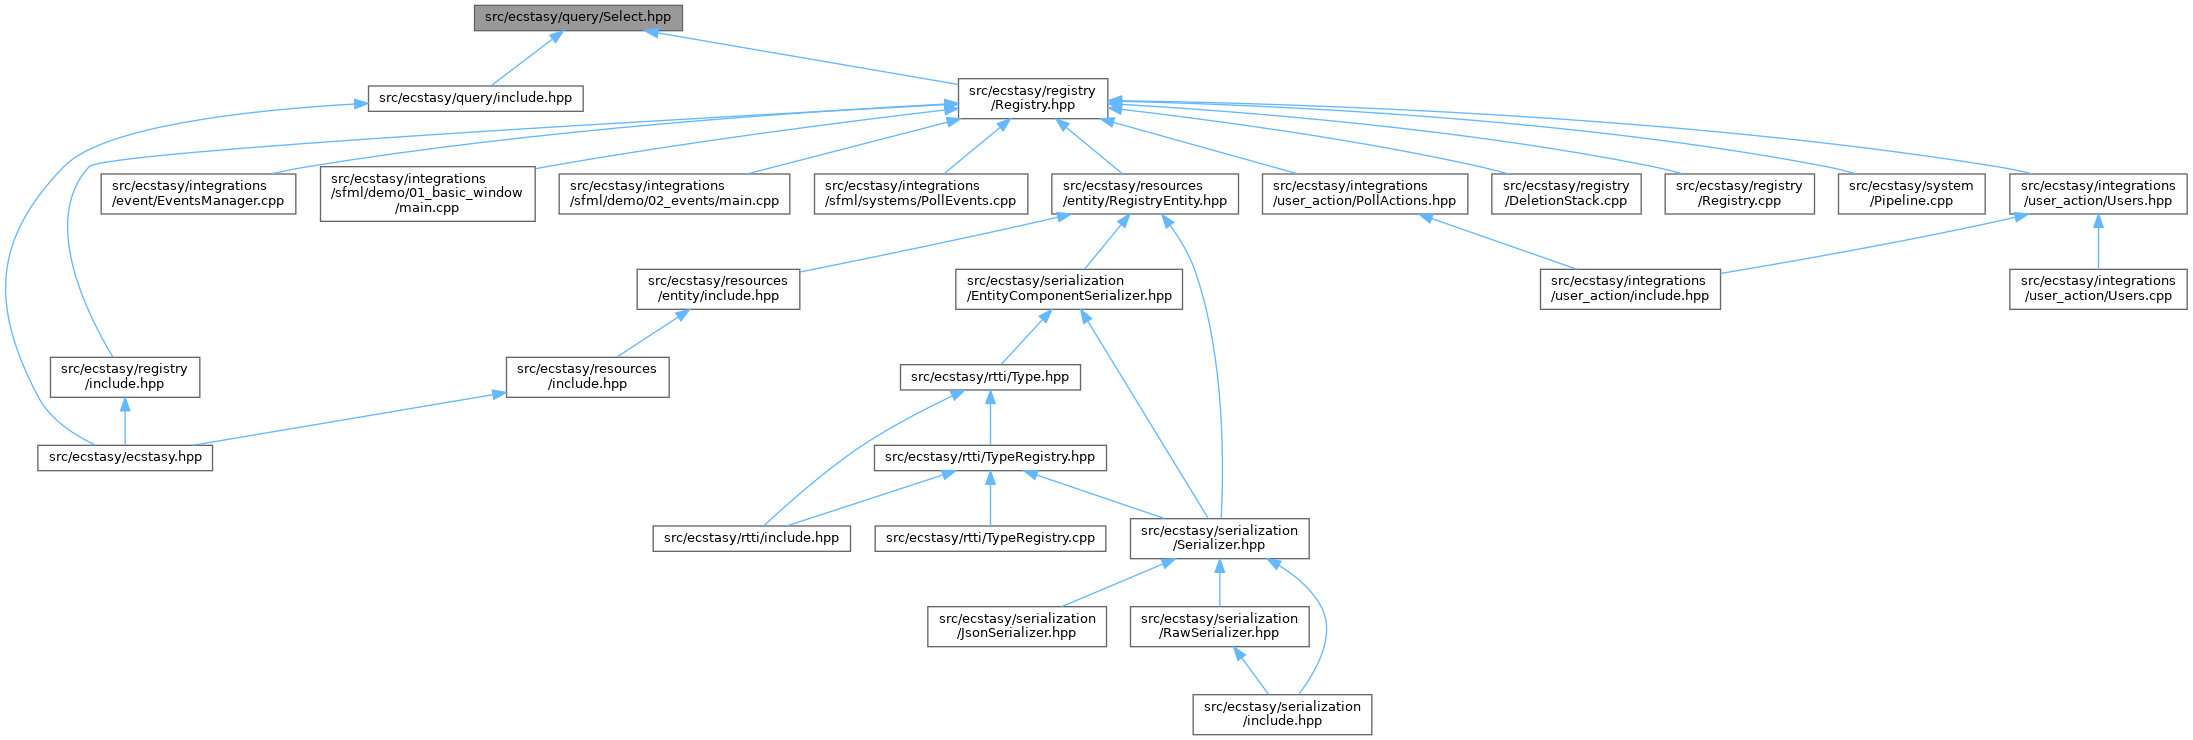 src/ecstasy/query/Select.hpp
src/ecstasy/query/include.hpp
src/ecstasy/registry
/Registry.hpp
src/ecstasy/integrations
/event/EventsManager.cpp
src/ecstasy/integrations
/sfml/demo/01_basic_window
/main.cpp
src/ecstasy/integrations
/sfml/demo/02_events/main.cpp
src/ecstasy/integrations
/sfml/systems/PollEvents.cpp
src/ecstasy/resources
/entity/RegistryEntity.hpp
src/ecstasy/integrations
/user_action/PollActions.hpp
src/ecstasy/registry
/DeletionStack.cpp
src/ecstasy/registry
/Registry.cpp
src/ecstasy/system
/Pipeline.cpp
src/ecstasy/integrations
/user_action/Users.hpp
src/ecstasy/resources
/entity/include.hpp
src/ecstasy/serialization
/EntityComponentSerializer.hpp
src/ecstasy/integrations
/user_action/include.hpp
src/ecstasy/integrations
/user_action/Users.cpp
src/ecstasy/registry
/include.hpp
src/ecstasy/resources
/include.hpp
src/ecstasy/rtti/Type.hpp
src/ecstasy/ecstasy.hpp
src/ecstasy/rtti/TypeRegistry.hpp
src/ecstasy/rtti/include.hpp
src/ecstasy/rtti/TypeRegistry.cpp
src/ecstasy/serialization
/Serializer.hpp
src/ecstasy/serialization
/JsonSerializer.hpp
src/ecstasy/serialization
/RawSerializer.hpp
src/ecstasy/serialization
/include.hpp